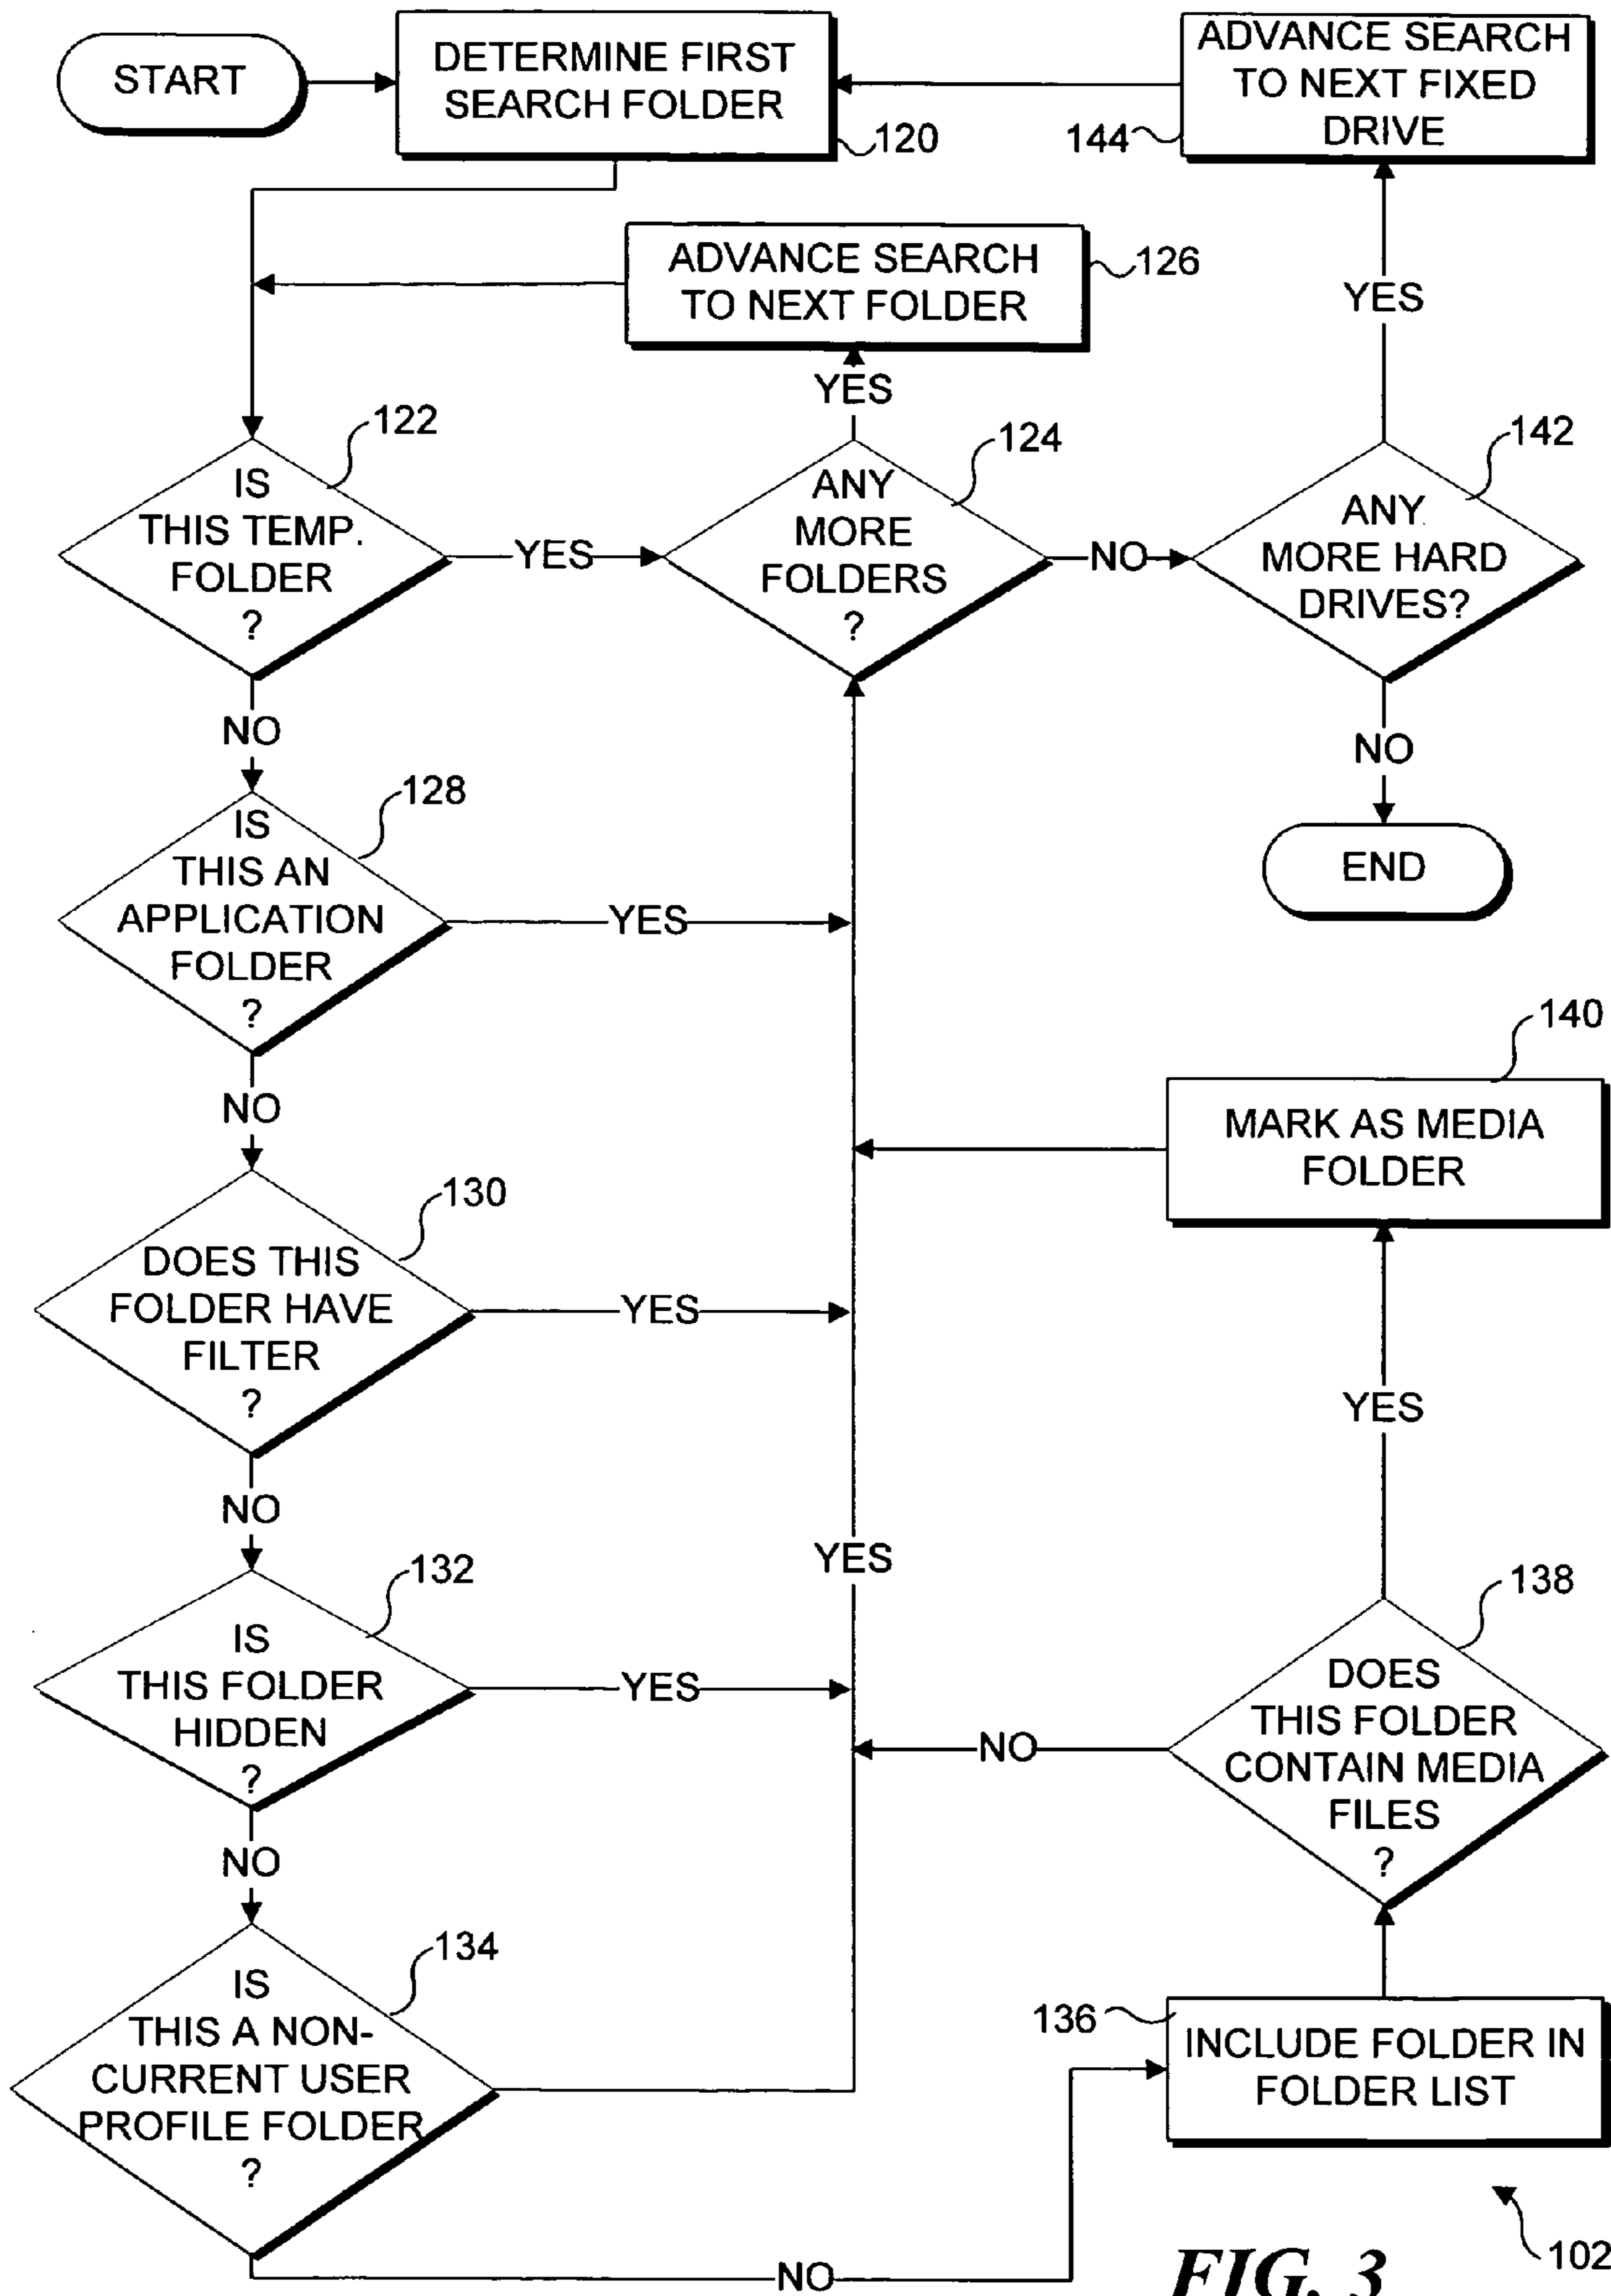 START
DETERMINE FIRST
SEARCH FOLDER
120
ADVANCE SEARCH
TO NEXT FIXED
DRIVE
144
ADVANCE SEARCH
TO NEXT FOLDER
126
YES
YES
122
IS
THIS TEMP.
FOLDER
?
YES
124
ANY
MORE
FOLDERS
?
NO
142
ANY
MORE HARD
DRIVES?
NO
NO
END
128
IS
THIS AN
APPLICATION
FOLDER
?
YES
NO
140
MARK AS MEDIA
FOLDER
130
DOES THIS
FOLDER HAVE
FILTER
?
YES
YES
NO
YES
132
IS
THIS FOLDER
HIDDEN
?
YES
138
DOES
THIS FOLDER
CONTAIN MEDIA
FILES
?
NO
NO
134
IS
THIS A NON-
CURRENT USER
PROFILE FOLDER
?
136
INCLUDE FOLDER IN
FOLDER LIST
NO
FIG. 3
102